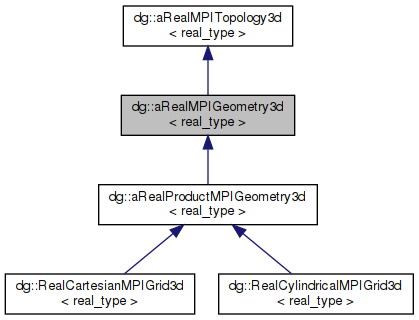 dg::aRealMPITopology3d
< real_type >
dg::aRealMPIGeometry3d
< real_type >
dg::aRealProductMPIGeometry3d
< real_type >
dg::RealCartesianMPIGrid3d
< real_type >
dg::RealCylindricalMPIGrid3d
< real_type >